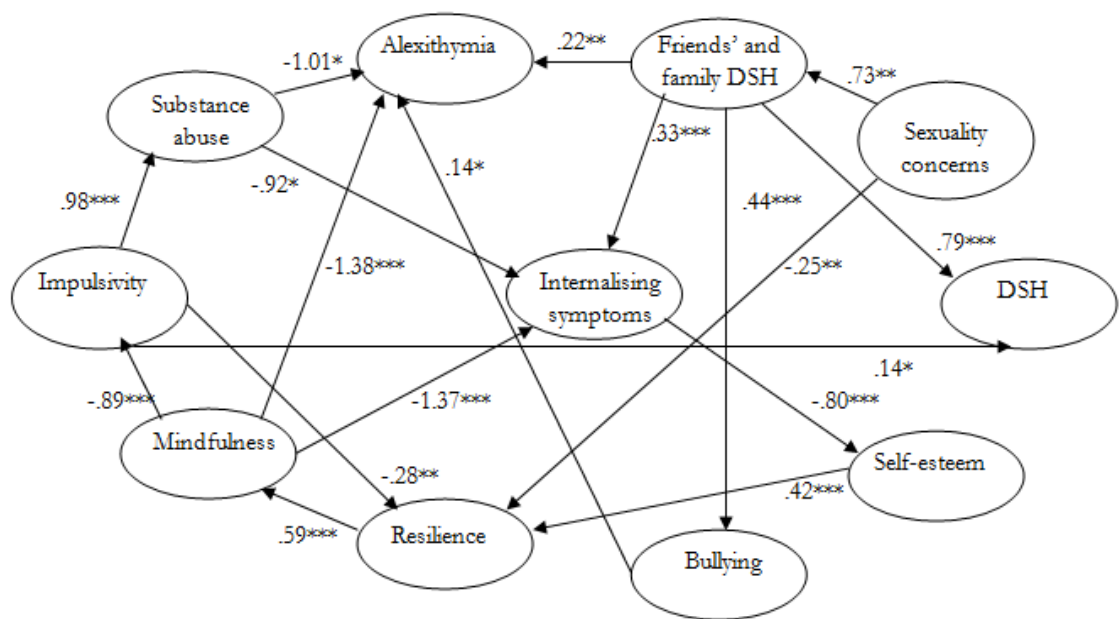 Alexithymia
.22**
Friends' and
family DSH
-1.01*
.73**
Substance
abuse
.33***
Sexuality
concerns
.14*
-.92*
.98***
.44***
.79***
-1.38***
-.25**
Impulsivity
Internalising
symptoms
DSH
.14*
-.89***
-1.37***
-.80***
Mindfulness
Self-esteem
-.28**
.42***
.59***
Resilience
Bullying